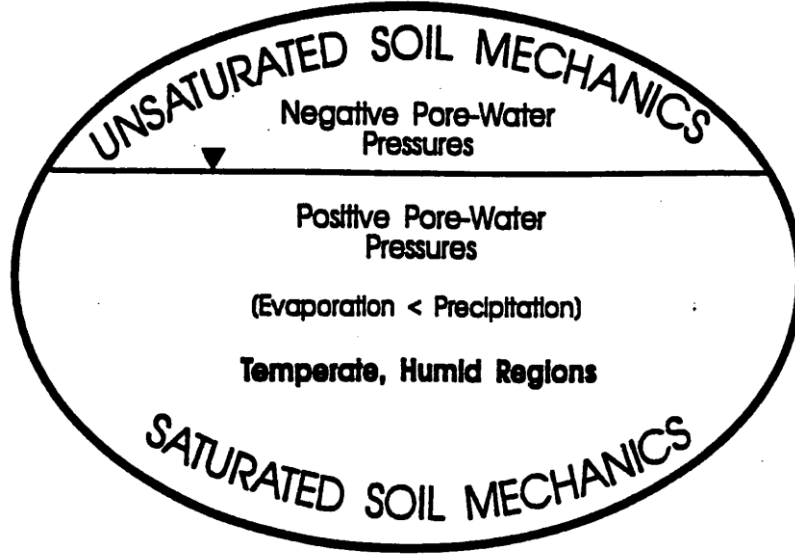 UNSATURATED SOIL MECHANICS
Negative Pore-Water
Pressures
Positive Pore-Water
Pressures
(Evaporation < Precipitation)
Temperate, Humid Regions
SATURATED SOIL MECHANICS